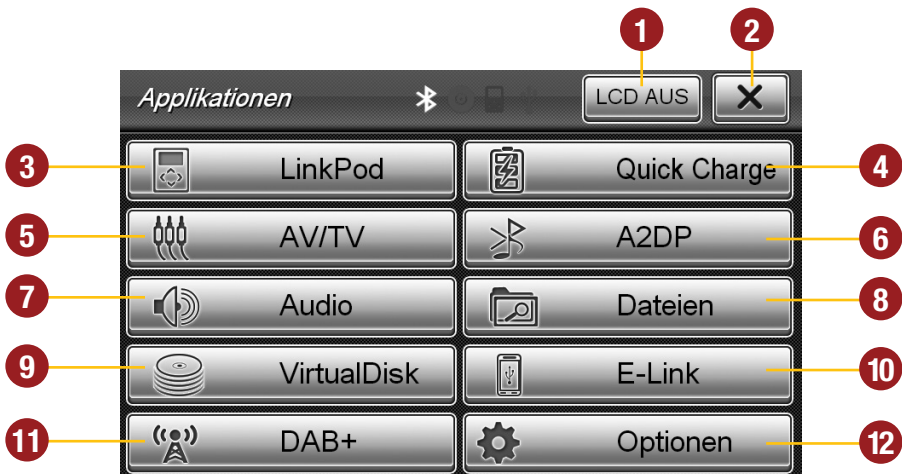 1 2
Applikationen LCD AUS
3 LinkPod Quick Charge 4
5 AV/TV A2DP 6
7 Audio Dateien 8
9 VirtualDisk E-Link 10
11 DAB+ Optionen 12